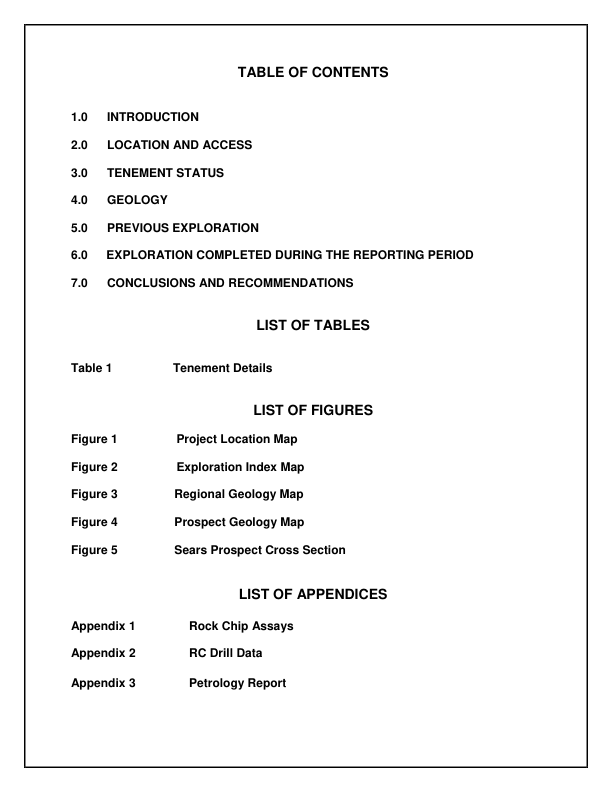 TABLE OF CONTENTS
1.0 INTRODUCTION
2.0 LOCATION AND ACCESS
3.0 TENEMENT STATUS
4.0 GEOLOGY
5.0 PREVIOUS EXPLORATION
6.0 EXPLORATION COMPLETED DURING THE REPORTING PERIOD
7.0 CONCLUSIONS AND RECOMMENDATIONS
LIST OF TABLES
Table 1 Tenement Details
LIST OF FIGURES
Figure 1 Project Location Map
Figure 2 Exploration Index Map
Figure 3 Regional Geology Map
Figure 4 Prospect Geology Map
Figure 5 Sears Prospect Cross Section
LIST OF APPENDICES
Appendix 1 Rock Chip Assays
Appendix 2 RC Drill Data
Appendix 3 Petrology Report